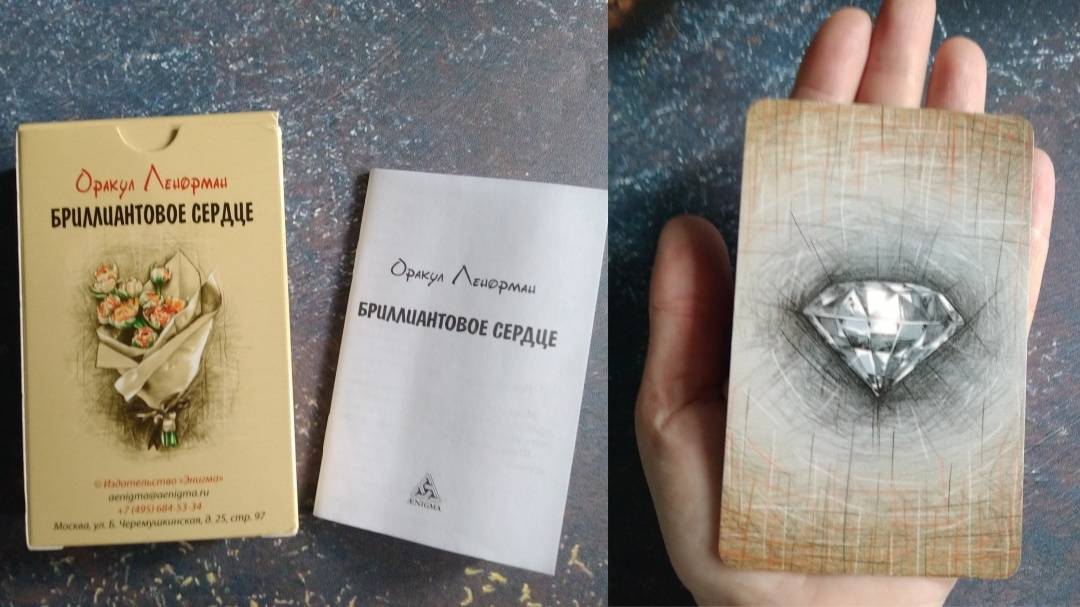 Оракул Ленорман
БРИЛЛИАНТОВОЕ СЕРДЦЕ
© Издательство «Энигма»
aenigma@aenigma.ru
+7 (495) 684-53-34
Москва, ул. Б. Черемушкинская, д. 25, стр. 97
Оракул Ленорман
БРИЛЛИАНТОВОЕ СЕРДЦЕ
ÆNIGMA